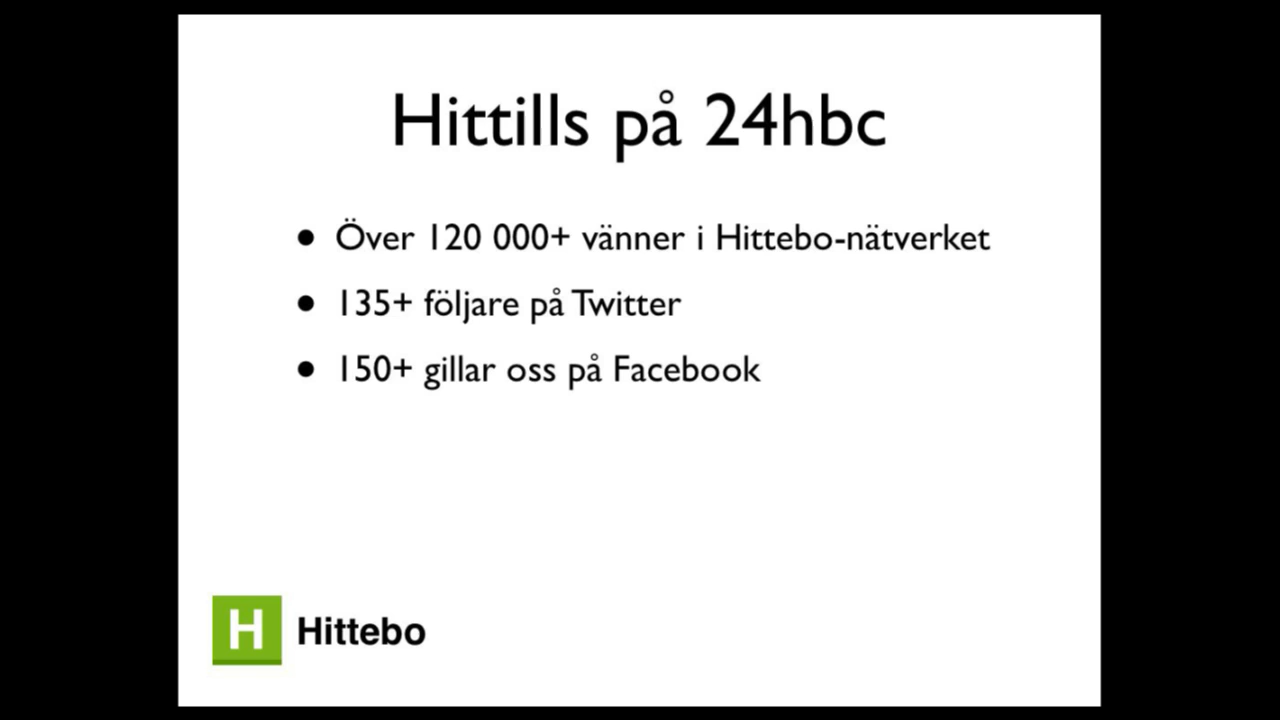 Hittills på 24hbc
• Över 120 000+ vänner i Hittebo-nätverket
• 135+ följare på Twitter
• 150+ gillar oss på Facebook
H Hittebo